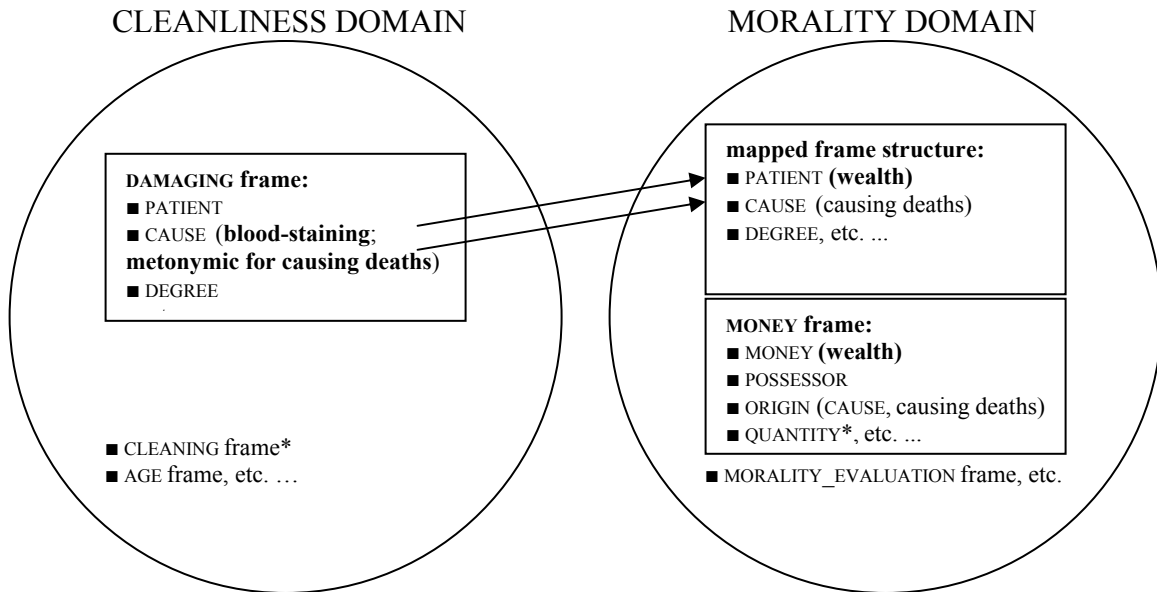 CLEANLINESS DOMAIN
DAMAGING frame:
■ PATIENT
■ CAUSE (blood-staining;
metonymic for causing deaths)
■ DEGREE
.
■ CLEANING frame*
■ AGE frame, etc. …
MORALITY DOMAIN
mapped frame structure:
■ PATIENT (wealth)
■ CAUSE (causing deaths)
■ DEGREE, etc. ...
MONEY frame:
■ MONEY (wealth)
■ POSSESSOR
■ ORIGIN (CAUSE, causing deaths)
■ QUANTITY*, etc. ...
■ MORALITY_EVALUATION frame, etc.